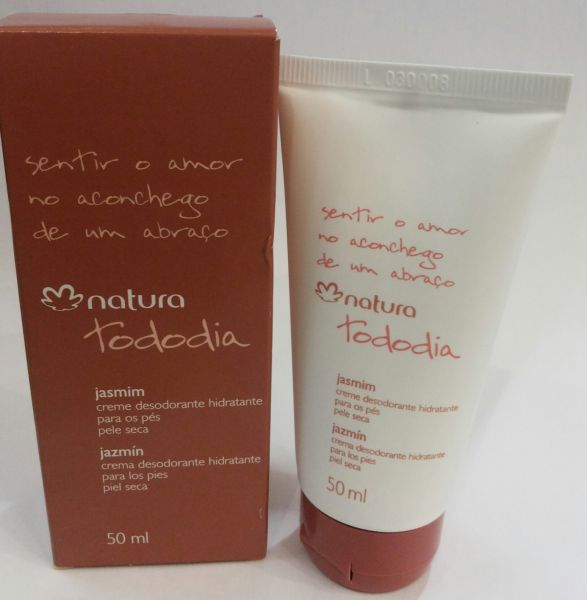 sentir o amor
no aconchego
de um abraço
natura
tododia
jasmim
creme desodorante hidratante
para os pés
pele seca
jazmín
crema desodorante hidratante
para los pies
piel seca
50 ml
L 030008
sentir o amor
no aconchego
de um abraço
natura
tododia
jasmim
creme desodorante hidratante
para os pés
pele seca
jazmín
crema desodorante hidratante
para los pies
piel seca
50 ml